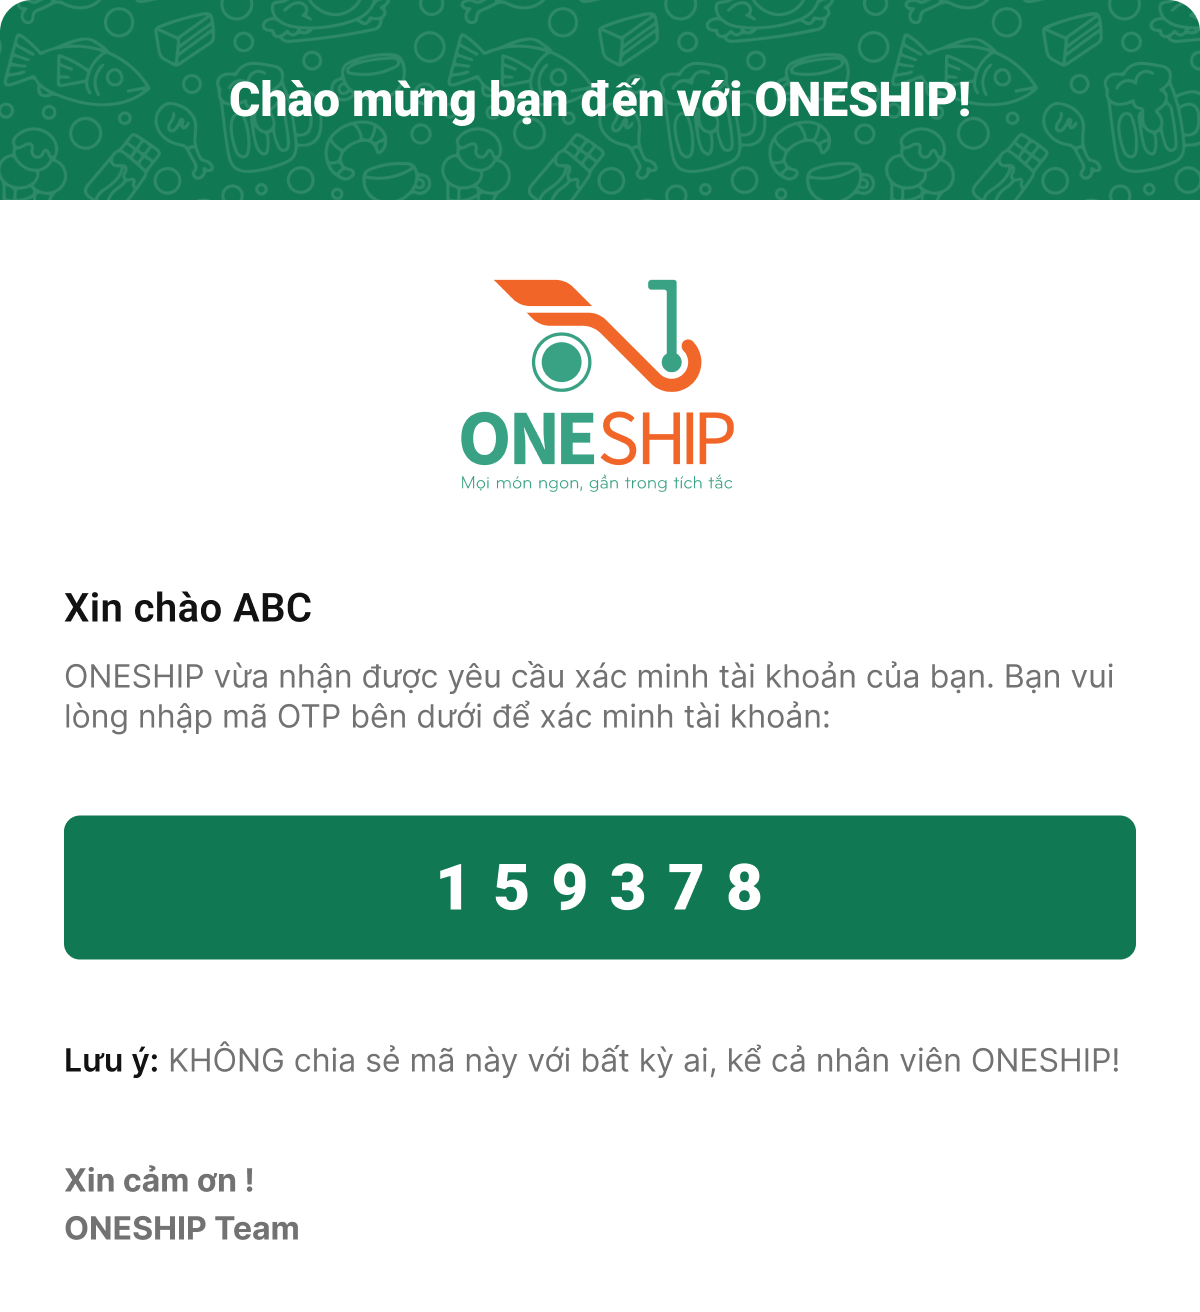 Chào mừng bạn đến với ONESHIP!
ONESHIP
Mọi món ngon, gần trong tích tắc
Xin chào ABC
ONESHIP vừa nhận được yêu cầu xác minh tài khoản của bạn. Bạn vui
lòng nhập mã OTP bên dưới để xác minh tài khoản:
1 5 9 3 7 8
Lưu ý: KHÔNG chia sẻ mã này với bất kỳ ai, kể cả nhân viên ONESHIP!
Xin cảm ơn !
ONESHIP Team